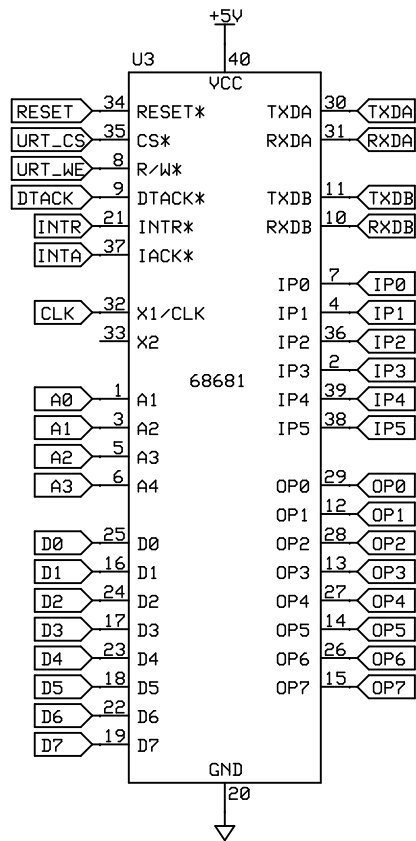 +5V
U3 40
VCC
RESET 34 RESET* TXDA 30 TXDA
URT_CS 35 CS* RXDA 31 RXDA
URT_WE 8 R/W*
DTACK 9 DTACK* TXDB 11 TXDB
INTR 21 INTR* RXDB 10 RXDB
INTA 37 IACK*
IP0 7 IP0
CLK 32 X1/CLK IP1 4 IP1
33 X2 IP2 36 IP2
IP3 2 IP3
68681
A0 1 A1 IP4 39 IP4
A1 3 A2 IP5 38 IP5
A2 5 A3
A3 6 A4 OP0 29 OP0
OP1 12 OP1
D0 25 D0 OP2 28 OP2
D1 16 D1 OP3 13 OP3
D2 24 D2 OP4 27 OP4
D3 17 D3 OP5 14 OP5
D4 23 D4 OP6 26 OP6
D5 18 D5 OP7 15 OP7
D6 22 D6
D7 19 D7
GND
20